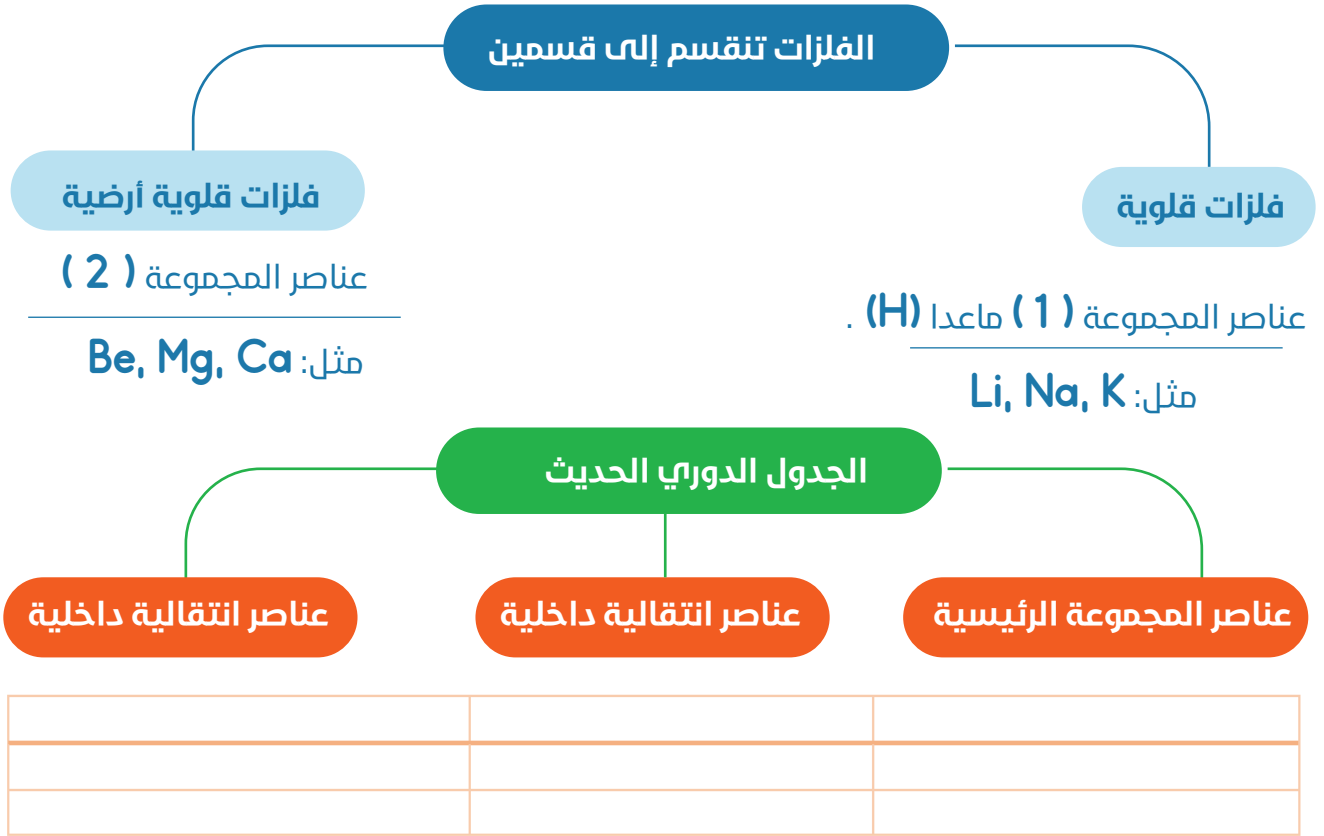 الفلزات تنقسم إلى قسمين
فلزات قلوية
عناصر المجموعة ( 1 ) ماعدا (H) .
مثل: Li, Na, K
فلزات قلوية أرضية
عناصر المجموعة ( 2 )
مثل: Be, Mg, Ca
الجدول الدوري الحديث
عناصر المجموعة الرئيسية
عناصر انتقالية داخلية
عناصر انتقالية داخلية